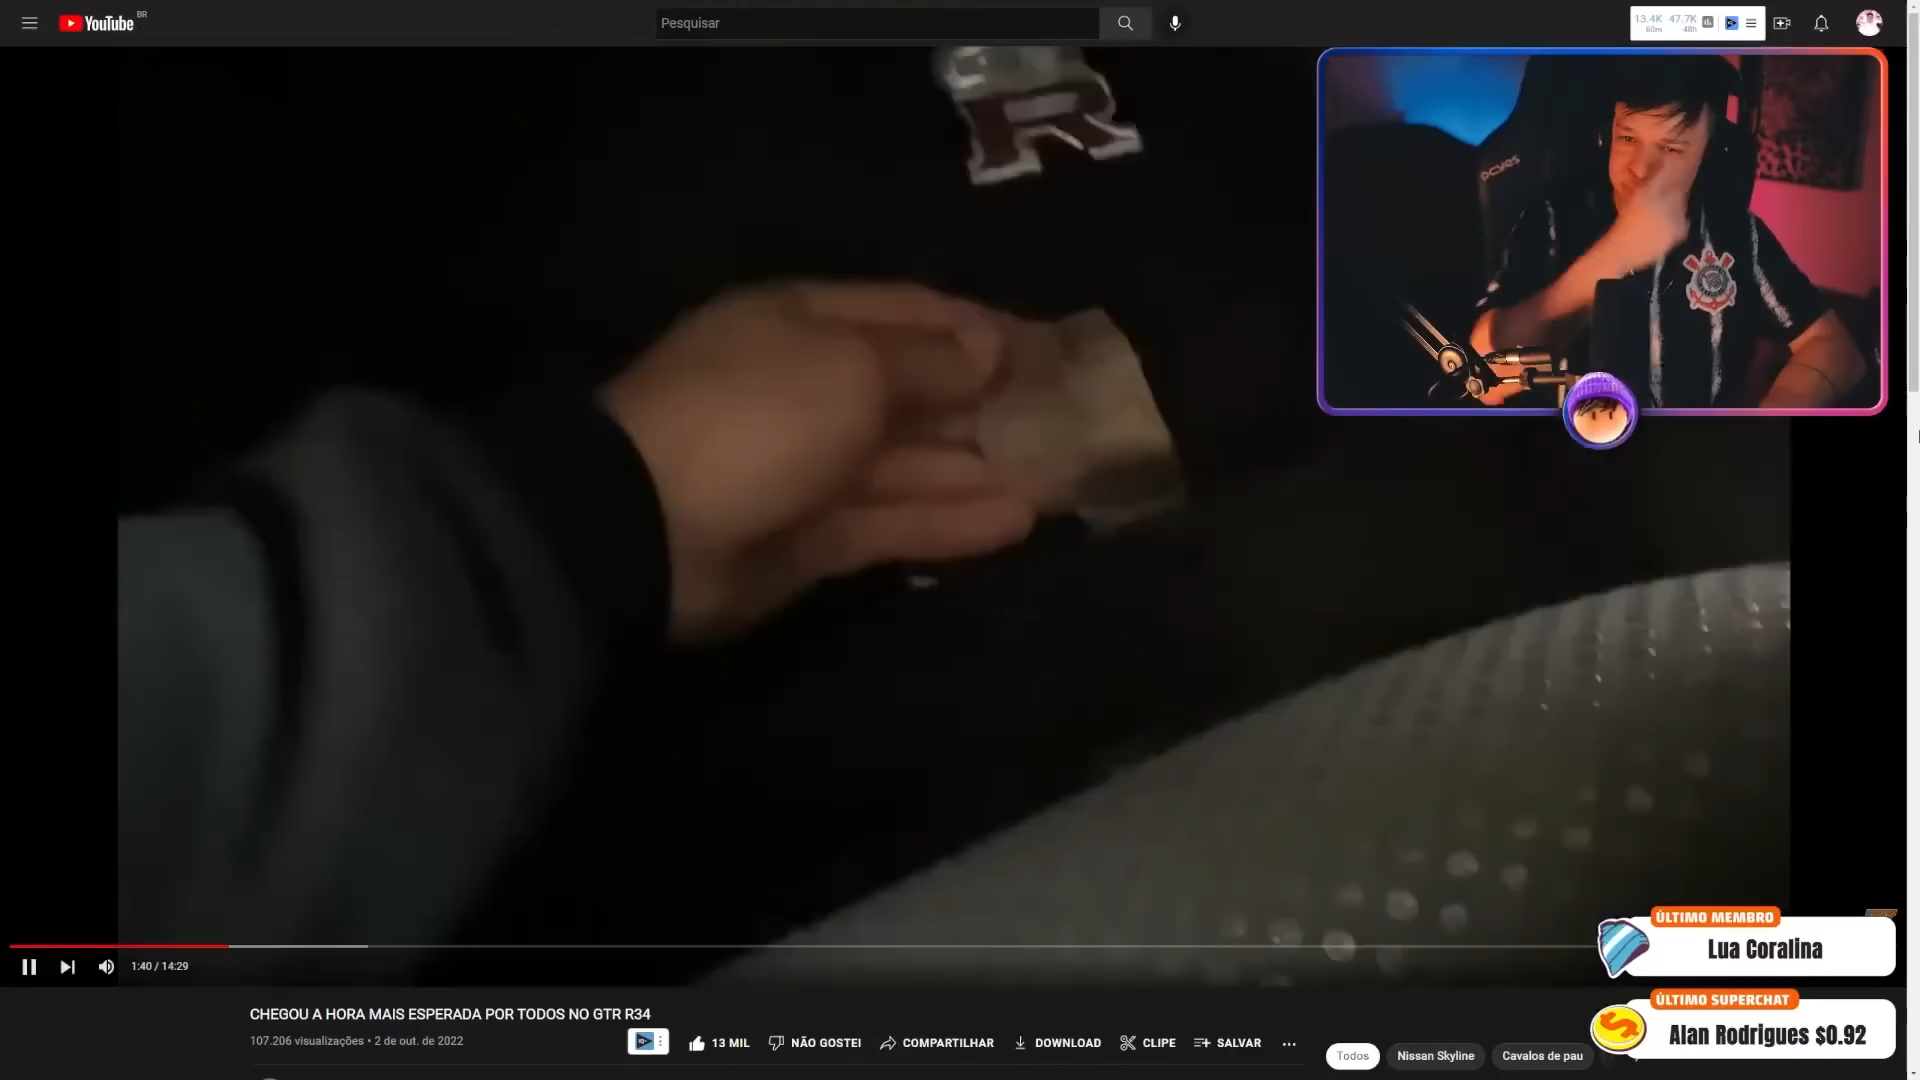 YouTube BR
Pesquisar
13.4K 47.7K
60m 48h
R
DCYES
1:40 / 14:29
ÚLTIMO MEMBRO
Lua Coralina
CHEGOU A HORA MAIS ESPERADA POR TODOS NO GTR R34
107.206 visualizações • 2 de out. de 2022
13 MIL
NÃO GOSTEI
COMPARTILHAR
DOWNLOAD
CLIPE
SALVAR
ÚLTIMO SUPERCHAT
Alan Rodrigues $0.92
Todos
Nissan Skyline
Cavalos de pau